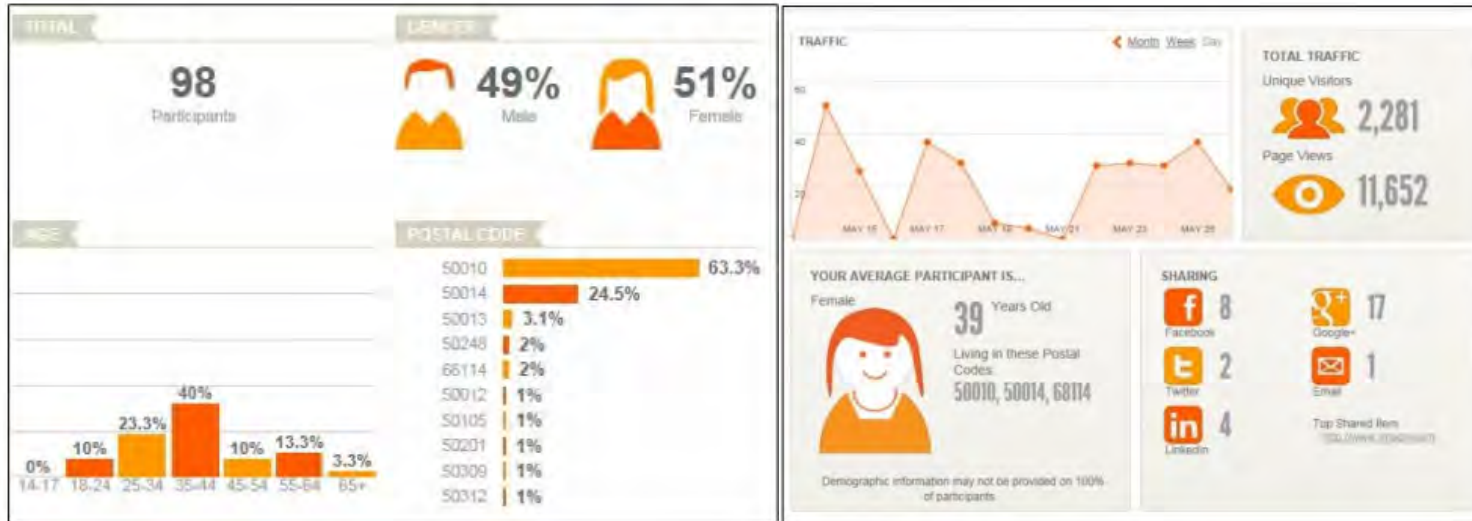 TOTAL
98
Participants
GENDER
49%
Male
51%
Female
AGE
0%
10%
23.3%
40%
10%
13.3%
3.3%
14-17 18-24 25-34 35-44 45-54 55-64 65+
POSTAL CODE
50010 63.3%
50014 24.5%
50013 3.1%
50248 2%
66114 2%
50012 1%
50105 1%
50201 1%
50309 1%
50312 1%
TRAFFIC
Month Week Day
60
40
20
MAY 15 MAY 17 MAY 19 MAY 21 MAY 23 MAY 25
TOTAL TRAFFIC
Unique Visitors
2,281
Page Views
11,652
YOUR AVERAGE PARTICIPANT IS...
Female
39 Years Old
Living in these Postal
Codes
50010, 50014, 68114
Demographic information may not be provided on 100%
of participants
SHARING
f 8
Facebook
g+ 17
Google+
t 2
Twitter
1
Email
in 4
LinkedIn
Top Shared Item